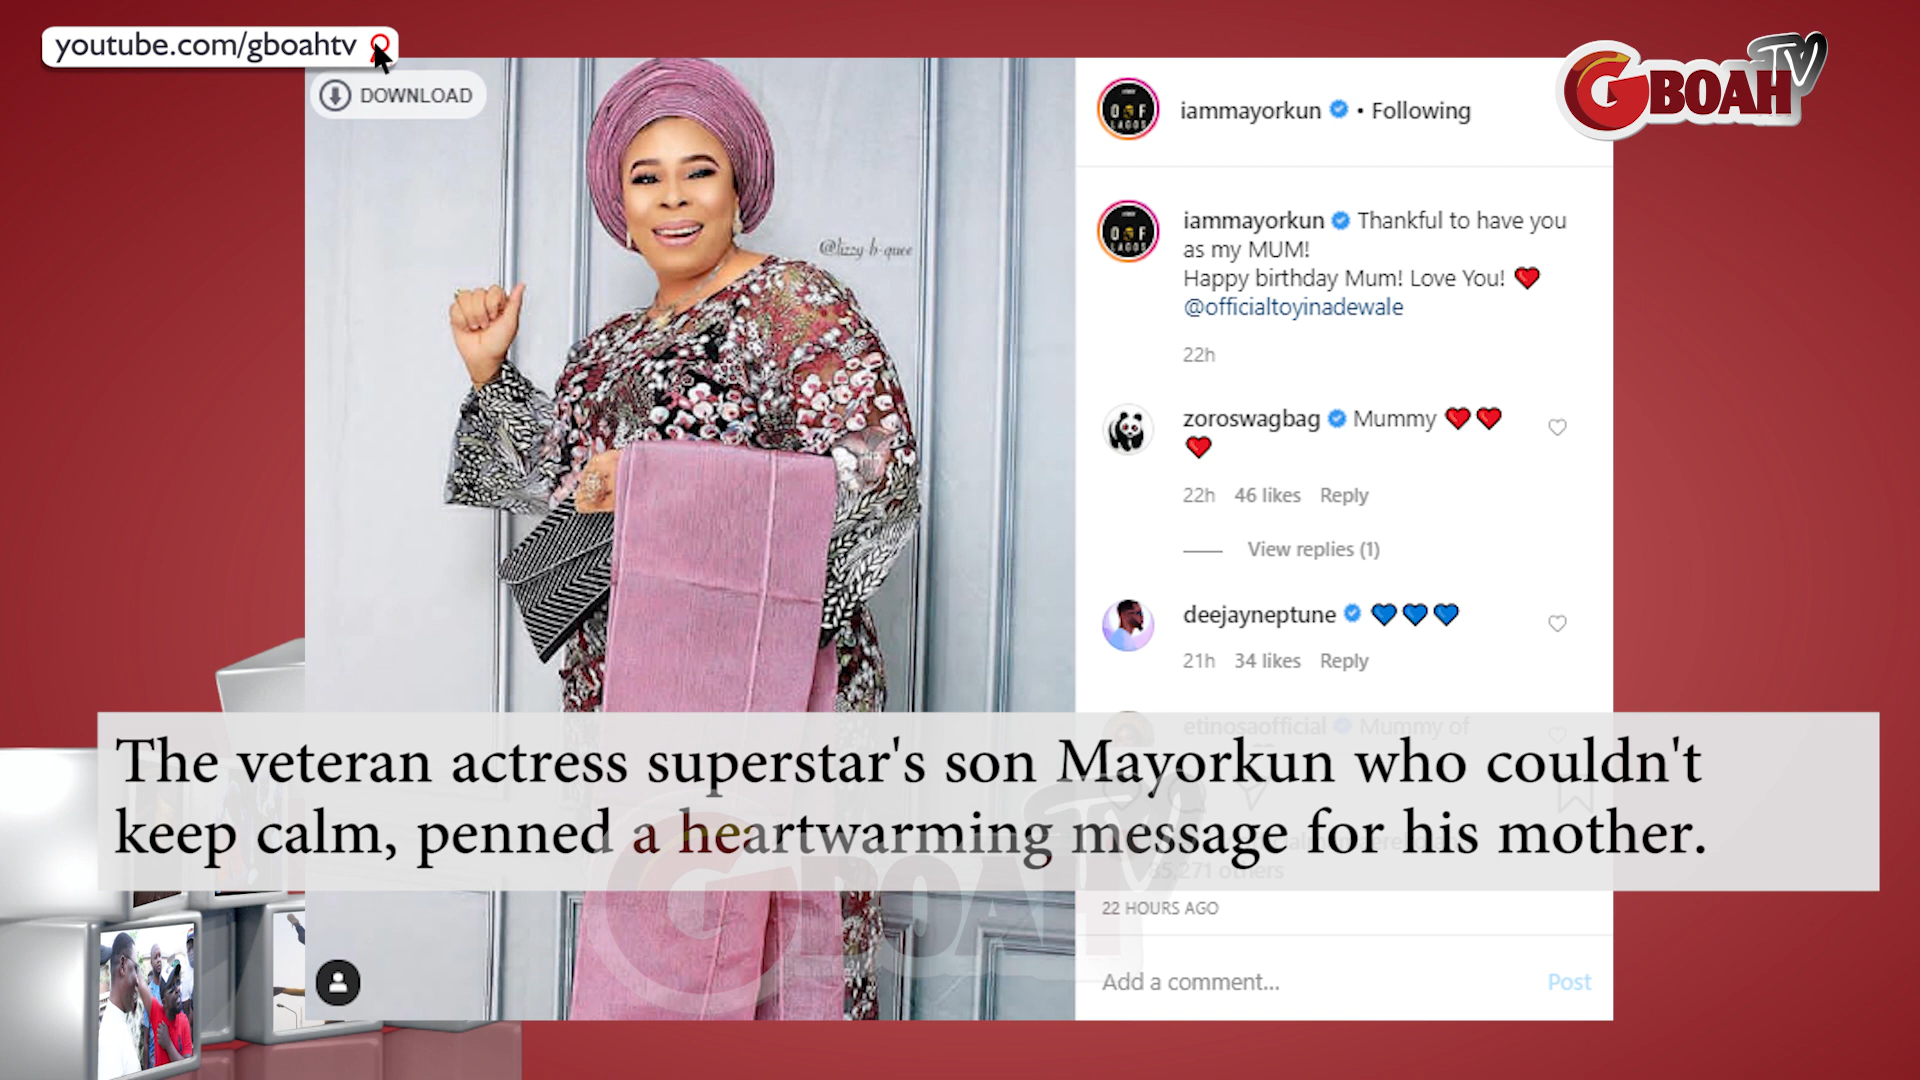 youtube.com/gboahtv
GBOAH TV
DOWNLOAD
@lizzy-b-quee
iammayorkun • Following
iammayorkun Thankful to have you
as my MUM!
Happy birthday Mum! Love You! ❤
@officialtoyinadewale
22h
zoroswagbag Mummy ❤❤
❤
22h 46 likes Reply
View replies (1)
deejayneptune 💙💙💙
21h 34 likes Reply
etinosaofficial Mummy of
The veteran actress superstar's son Mayorkun who couldn't
keep calm, penned a heartwarming message for his mother.
35,271 others
22 HOURS AGO
Add a comment... Post
GBOAH TV